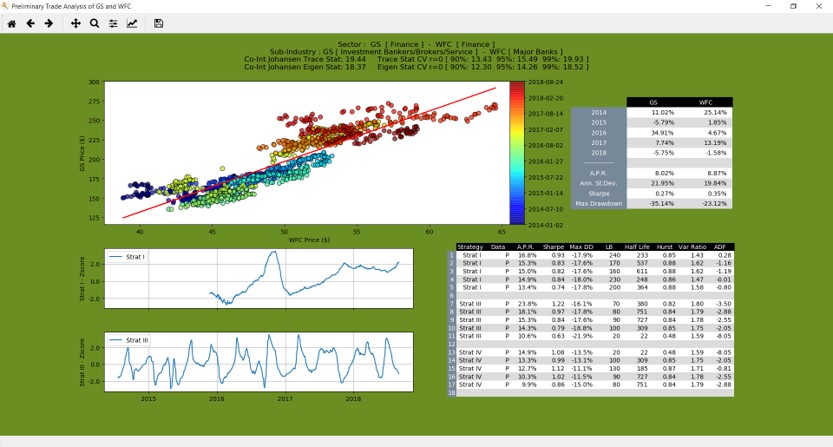 Preliminary Trade Analysis of GS and WFC
Sector : GS [ Finance ] - WFC [ Finance ]
Sub-Industry : GS [ Investment Bankers/Brokers/Service ] - WFC [ Major Banks ]
Co-Int Johansen Trace Stat: 19.44 Trace Stat CV r=0 [ 90%: 13.43 95%: 15.49 99%: 19.93 ]
Co-Int Johansen Eigen Stat: 18.37 Eigen Stat CV r=0 [ 90%: 12.30 95%: 14.26 99%: 18.52 ]
GS Price ($)
300
275
250
225
200
175
150
125
40 45 50 55 60 65
WFC Price ($)
2018-08-24
2018-02-20
2017-08-14
2017-02-07
2016-08-03
2016-01-27
2015-07-23
2015-01-14
2014-07-10
2014-01-02
GS WFC
2014 11.02% 25.14%
2015 -5.79% 1.85%
2016 34.91% 4.67%
2017 7.74% 13.19%
2018 -5.75% -1.58%
---------------
A.P.R. 8.02% 8.87%
Ann. St.Dev. 21.95% 19.84%
Sharpe 0.27% 0.35%
Max Drawdown -35.14% -23.12%
Strat I - Zscore
Strat I
2.0
0.0
-2.0
Strat III - Zscore
Strat III
2.0
0.0
-2.0
2015 2016 2017 2018
Strategy Data A.P.R. Sharpe Max DD LB Half Life Hurst Var Ratio ADF
1 Strat I P 16.8% 0.93 -17.9% 240 233 0.85 1.43 0.28
2 Strat I P 15.3% 0.83 -17.6% 170 537 0.88 1.62 -1.16
3 Strat I P 15.0% 0.82 -17.9% 160 611 0.88 1.62 -1.19
4 Strat I P 14.9% 0.84 -18.0% 230 248 0.86 1.47 -0.01
5 Strat I P 13.4% 0.74 -17.8% 200 364 0.88 1.58 -0.80
6
7 Strat III P 23.8% 1.22 -16.1% 70 380 0.82 1.80 -3.50
8 Strat III P 18.1% 0.97 -18.8% 80 751 0.84 1.79 -2.88
9 Strat III P 15.3% 0.84 -17.6% 90 727 0.84 1.78 -2.55
10 Strat III P 14.3% 0.79 -18.8% 100 309 0.85 1.75 -2.05
11 Strat III P 10.6% 0.63 -21.9% 20 22 0.48 1.59 -8.05
12
13 Strat IV P 14.9% 1.08 -13.5% 20 22 0.48 1.59 -8.05
14 Strat IV P 13.3% 0.99 -13.1% 100 309 0.85 1.75 -2.05
15 Strat IV P 12.7% 1.12 -11.1% 130 185 0.87 1.71 -0.81
16 Strat IV P 10.3% 1.02 -11.5% 90 727 0.84 1.78 -2.55
17 Strat IV P 9.9% 0.86 -15.0% 80 751 0.84 1.79 -2.88
18